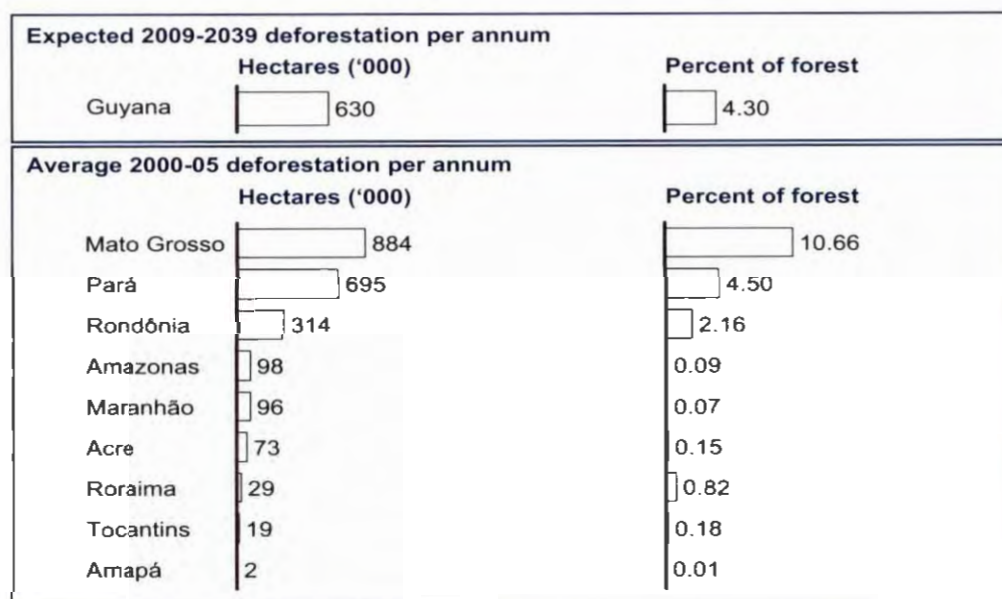 Expected 2009-2039 deforestation per annum
Hectares (‘000) Percent of forest
Guyana 630 4.30
Average 2000-05 deforestation per annum
Hectares (‘000) Percent of forest
Mato Grosso 884 10.66
Pará 695 4.50
Rondônia 314 2.16
Amazonas 98 0.09
Maranhão 96 0.07
Acre 73 0.15
Roraima 29 0.82
Tocantins 19 0.18
Amapá 2 0.01